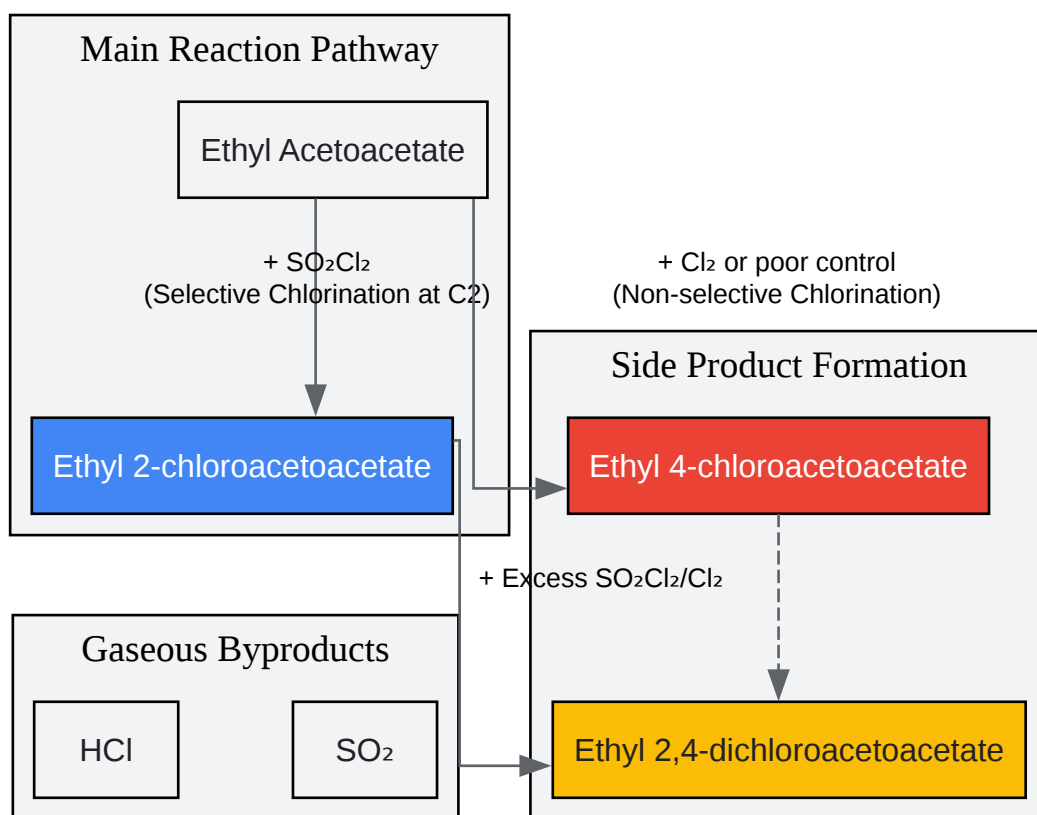 Main Reaction Pathway
Ethyl Acetoacetate
+ SO₂Cl₂
(Selective Chlorination at C2)
+ Cl₂ or poor control
(Non-selective Chlorination)
Side Product Formation
Ethyl 2-chloroacetoacetate
Ethyl 4-chloroacetoacetate
+ Excess SO₂Cl₂/Cl₂
Gaseous Byproducts
HCl
SO₂
Ethyl 2,4-dichloroacetoacetate